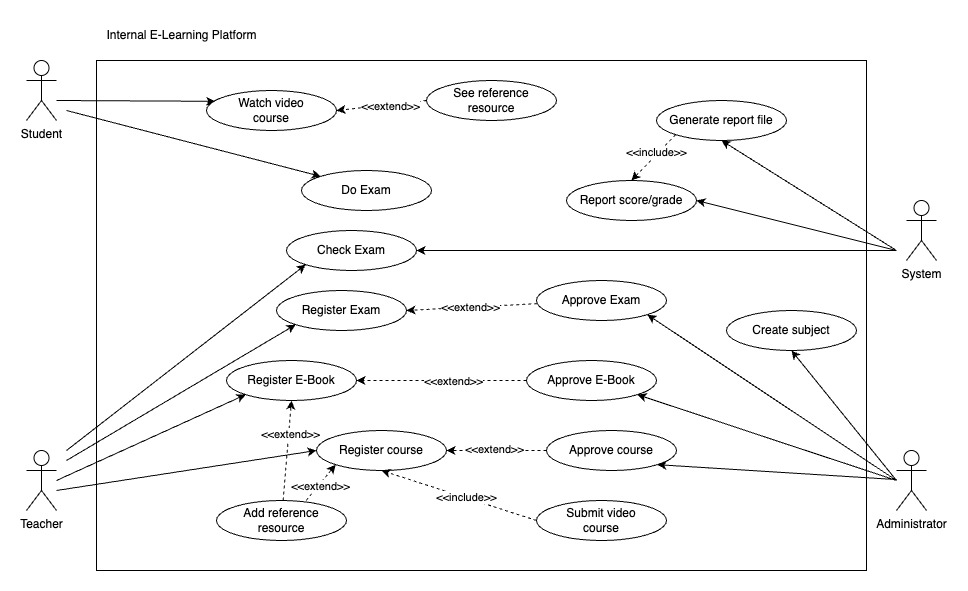 Internal E-Learning Platform
Student
Watch video
course
<<extend>>
See reference
resource
Generate report file
<<include>>
Do Exam
Report score/grade
System
Check Exam
Register Exam
<<extend>>
Approve Exam
Create subject
Register E-Book
<<extend>>
Approve E-Book
<<extend>>
Register course
<<extend>>
Approve course
<<extend>>
<<include>>
Teacher
Add reference
resource
Submit video
course
Administrator